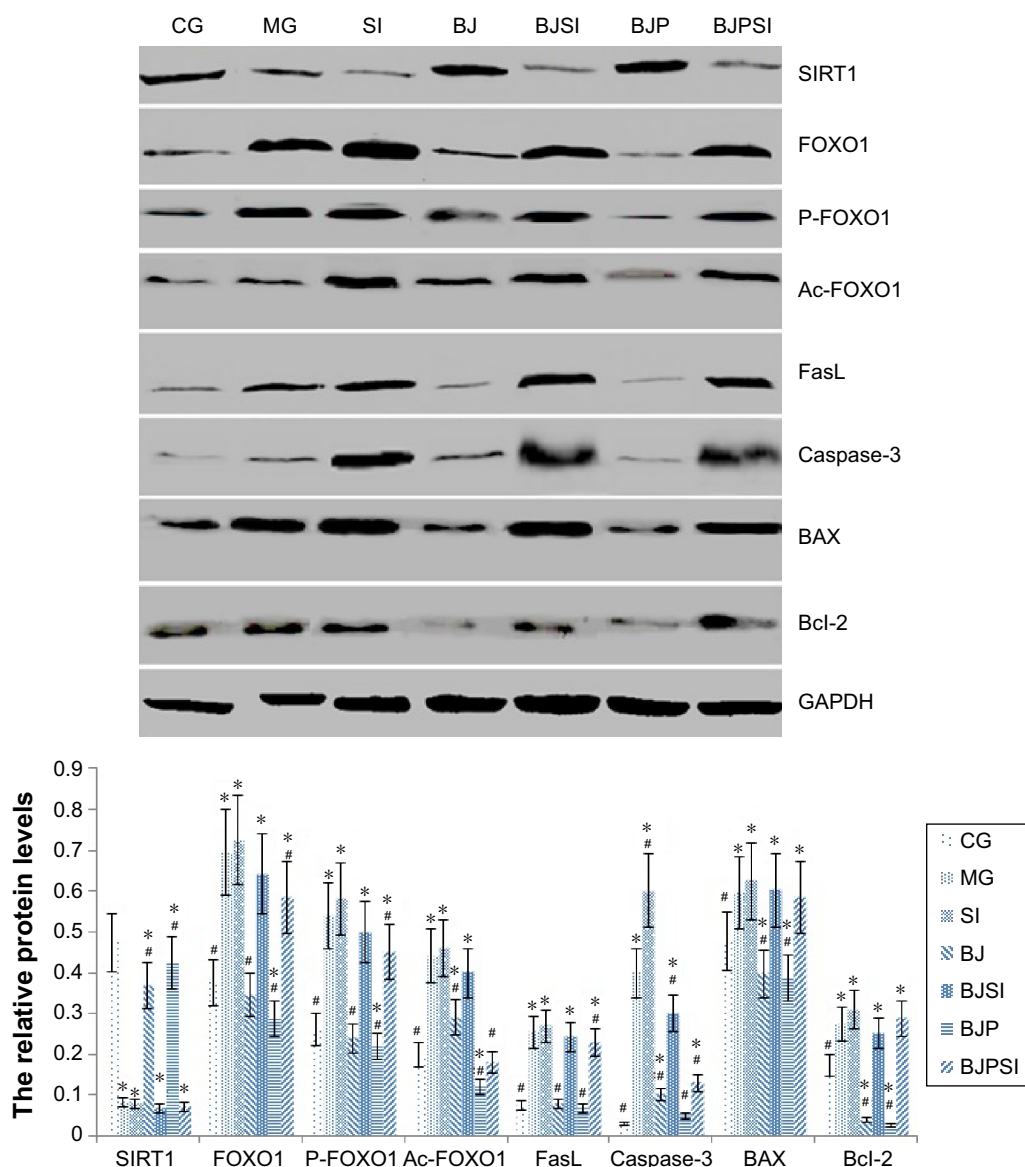 CG MG SI BJ BJSI BJP BJPSI
SIRT1
FOXO1
P-FOXO1
Ac-FOXO1
FasL
Caspase-3
BAX
Bcl-2
GAPDH
The relative protein levels
0.9
0.8
0.7
0.6
0.5
0.4
0.3
0.2
0.1
0
SIRT1 FOXO1 P-FOXO1 Ac-FOXO1 FasL Caspase-3 BAX Bcl-2
CG
MG
SI
BJ
BJSI
BJP
BJPSI